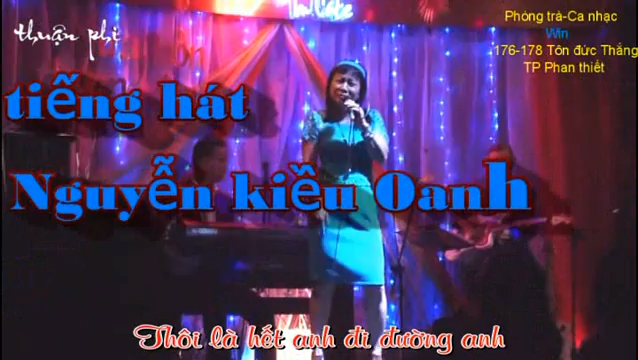 thuận phi
Phòng trà-Ca nhạc
Win
176-178 Tôn đức Thắng
TP Phan thiết
tiếng hát
Nguyễn kiều Oanh
Thôi là hết anh đi đường anh